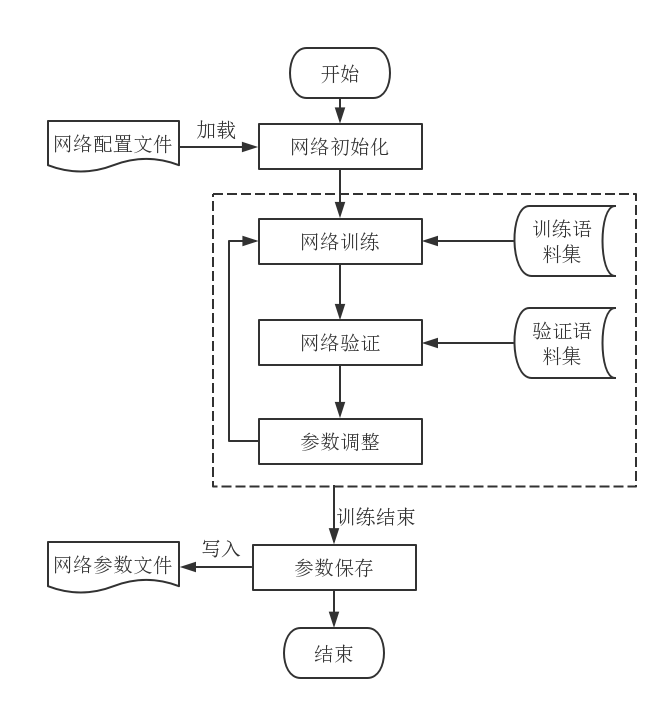 开始
加载
网络配置文件
网络初始化
训练语
料集
网络训练
验证语
料集
网络验证
参数调整
训练结束
写入
网络参数文件
参数保存
结束